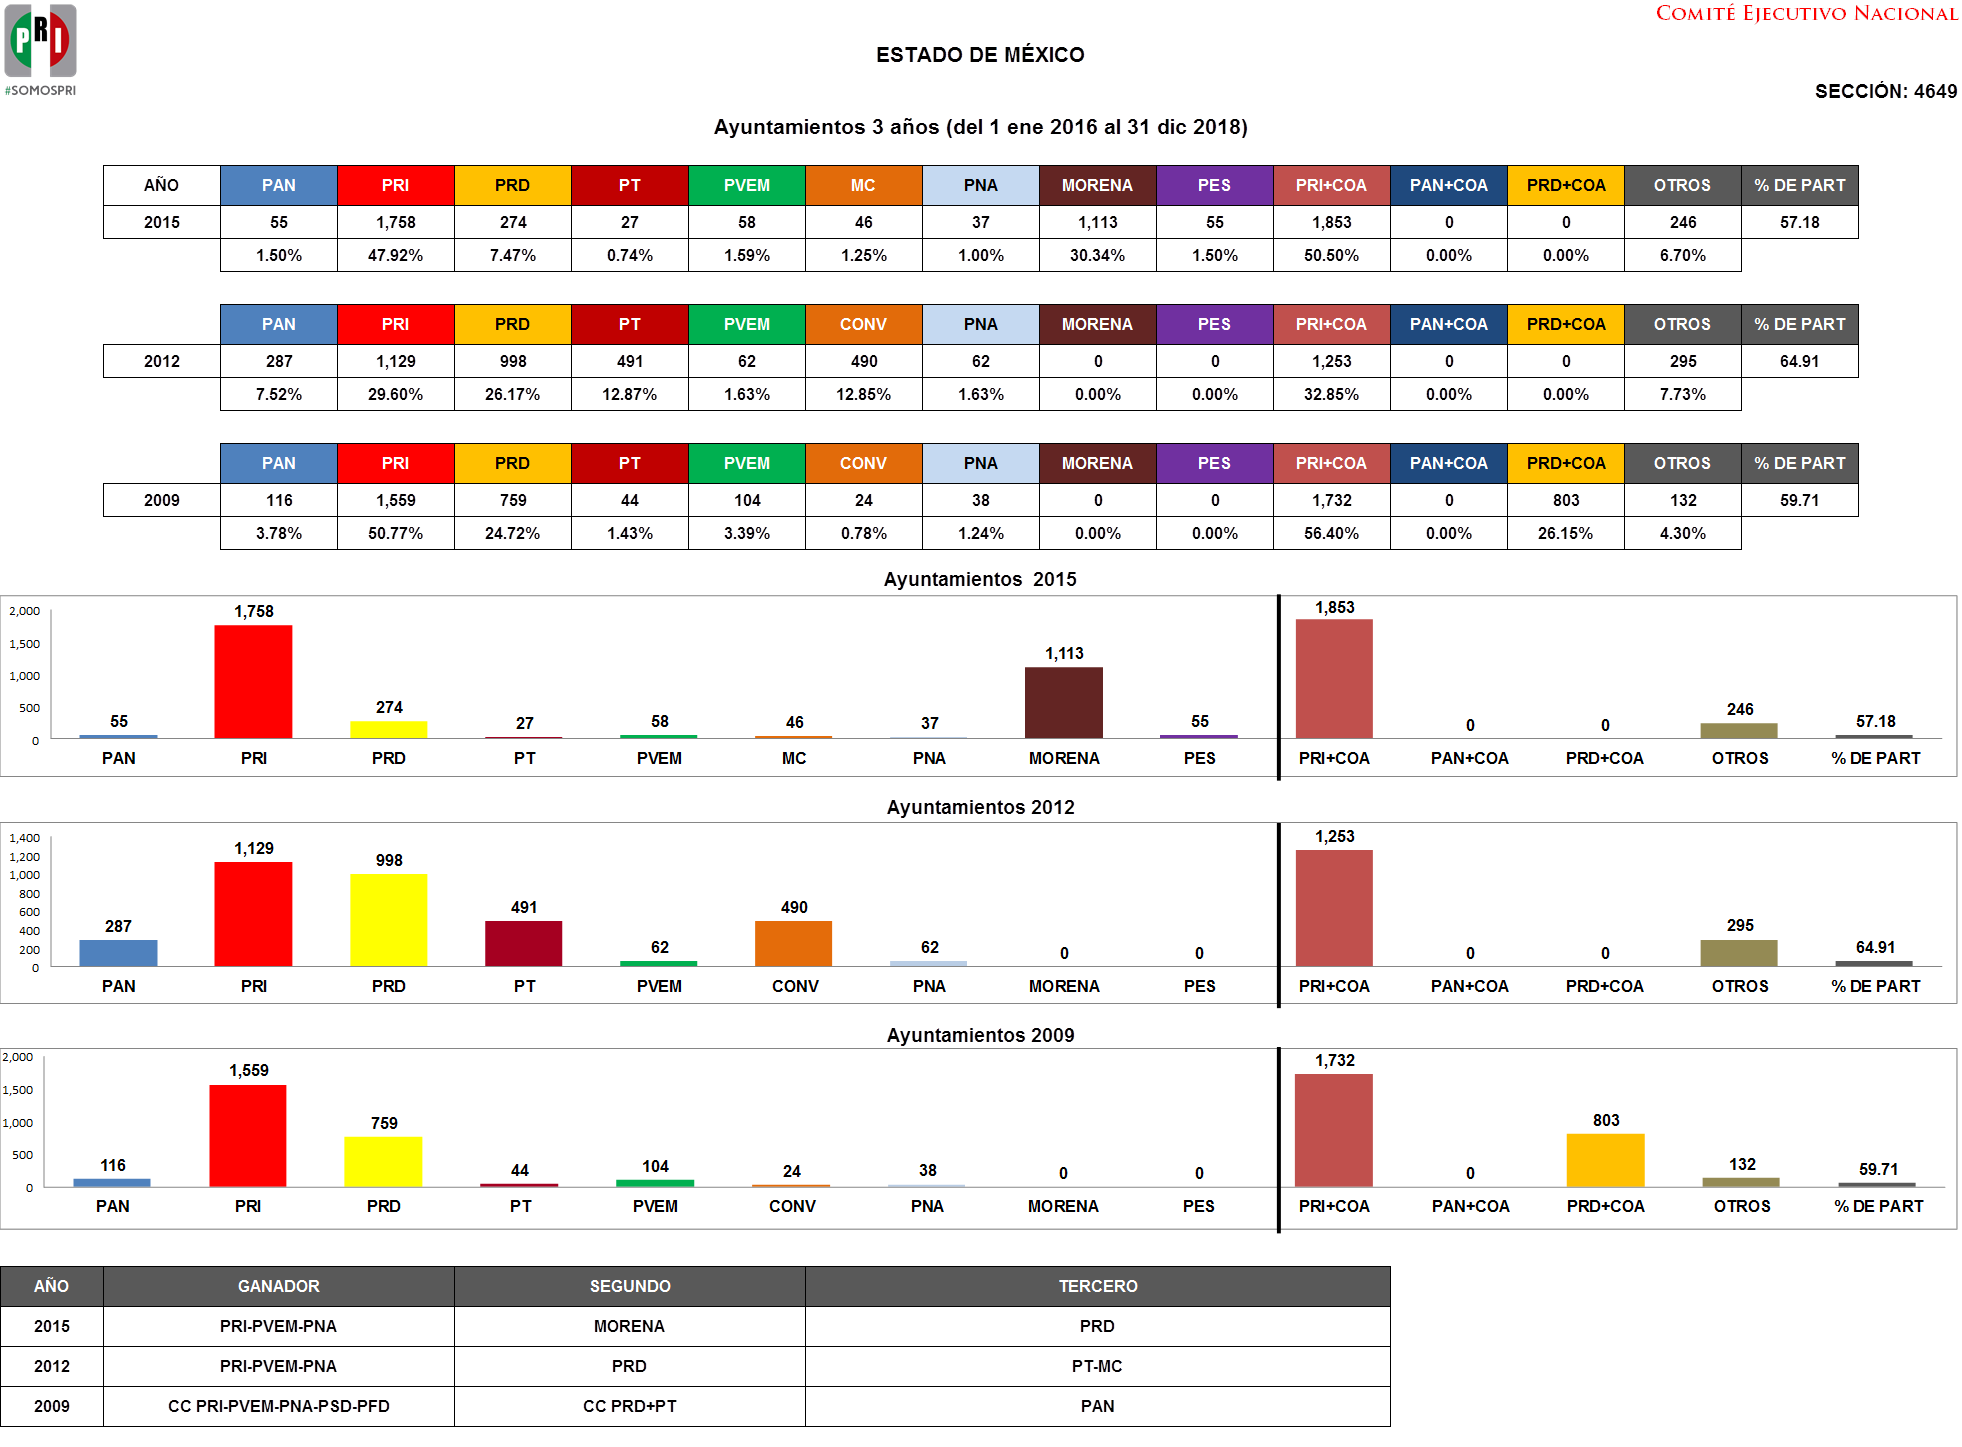 PRI
#SOMOSPRI
COMITÉ EJECUTIVO NACIONAL
ESTADO DE MÉXICO
SECCIÓN: 4649
Ayuntamientos 3 años (del 1 ene 2016 al 31 dic 2018)
AÑO PAN PRI PRD PT PVEM MC PNA MORENA PES PRI+COA PAN+COA PRD+COA OTROS % DE PART
2015 55 1,758 274 27 58 46 37 1,113 55 1,853 0 0 246 57.18
1.50% 47.92% 7.47% 0.74% 1.59% 1.25% 1.00% 30.34% 1.50% 50.50% 0.00% 0.00% 6.70%
PAN PRI PRD PT PVEM CONV PNA MORENA PES PRI+COA PAN+COA PRD+COA OTROS % DE PART
2012 287 1,129 998 491 62 490 62 0 0 1,253 0 0 295 64.91
7.52% 29.60% 26.17% 12.87% 1.63% 12.85% 1.63% 0.00% 0.00% 32.85% 0.00% 0.00% 7.73%
PAN PRI PRD PT PVEM CONV PNA MORENA PES PRI+COA PAN+COA PRD+COA OTROS % DE PART
2009 116 1,559 759 44 104 24 38 0 0 1,732 0 803 132 59.71
3.78% 50.77% 24.72% 1.43% 3.39% 0.78% 1.24% 0.00% 0.00% 56.40% 0.00% 26.15% 4.30%
Ayuntamientos 2015
2,000
1,500
1,000
500
0
55 1,758 274 27 58 46 37 1,113 55 1,853 0 0 246 57.18
PAN PRI PRD PT PVEM MC PNA MORENA PES PRI+COA PAN+COA PRD+COA OTROS % DE PART
Ayuntamientos 2012
1,400
1,200
1,000
800
600
400
200
0
287 1,129 998 491 62 490 62 0 0 1,253 0 0 295 64.91
PAN PRI PRD PT PVEM CONV PNA MORENA PES PRI+COA PAN+COA PRD+COA OTROS % DE PART
Ayuntamientos 2009
2,000
1,500
1,000
500
0
116 1,559 759 44 104 24 38 0 0 1,732 0 803 132 59.71
PAN PRI PRD PT PVEM CONV PNA MORENA PES PRI+COA PAN+COA PRD+COA OTROS % DE PART
AÑO GANADOR SEGUNDO TERCERO
2015 PRI-PVEM-PNA MORENA PRD
2012 PRI-PVEM-PNA PRD PT-MC
2009 CC PRI-PVEM-PNA-PSD-PFD CC PRD+PT PAN